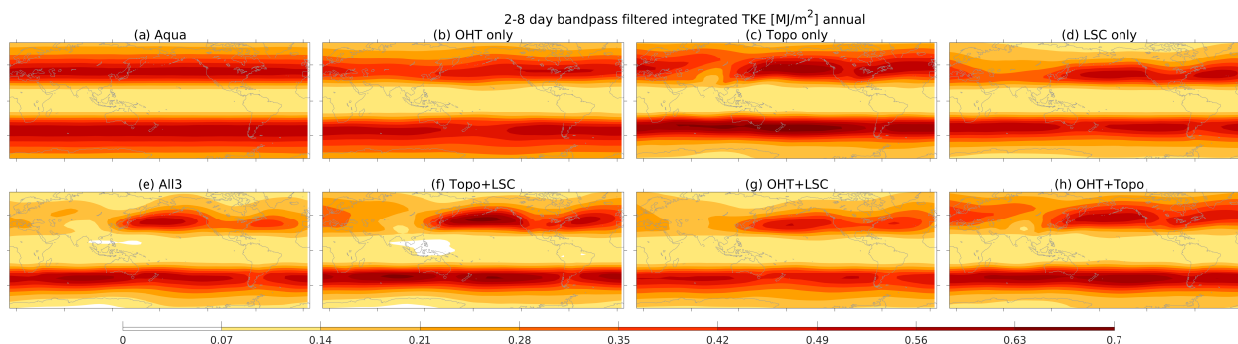 2-8 day bandpass filtered integrated TKE [MJ/m²] annual
(a) Aqua
(b) OHT only
(c) Topo only
(d) LSC only
(e) All3
(f) Topo+LSC
(g) OHT+LSC
(h) OHT+Topo
0 0.07 0.14 0.21 0.28 0.35 0.42 0.49 0.56 0.63 0.7